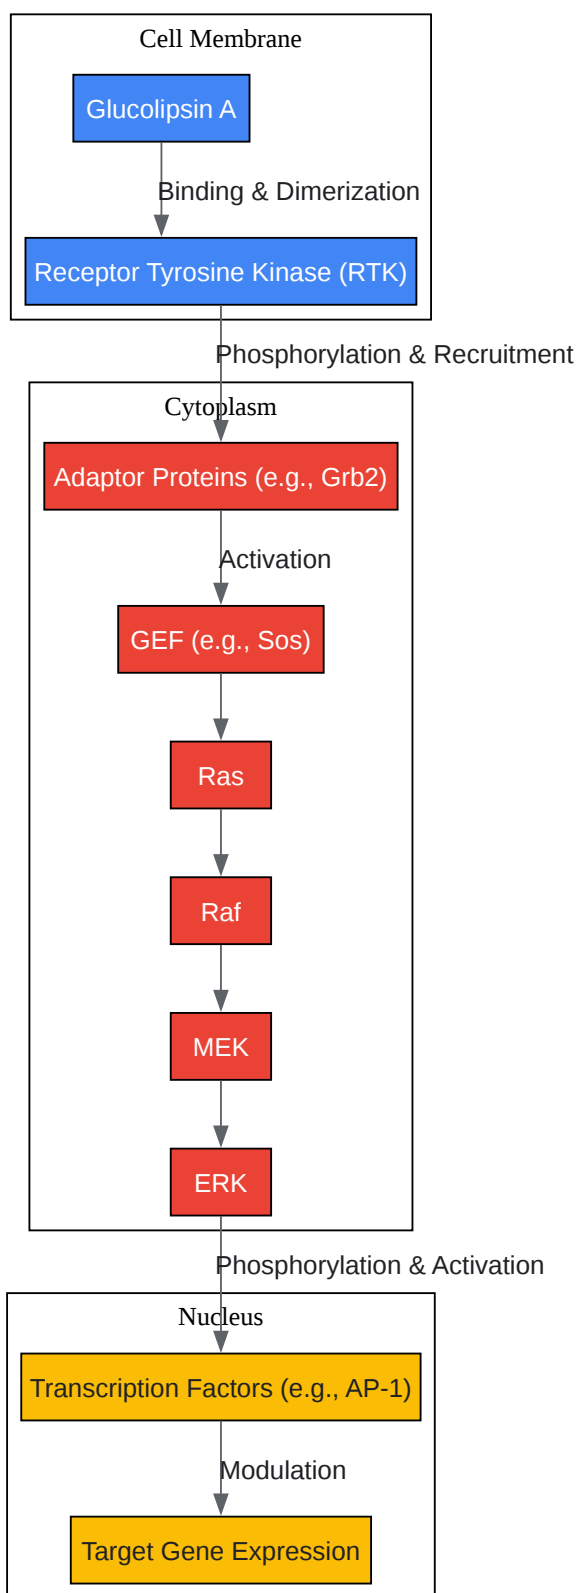 Cell Membrane
Glucolipsin A
Binding & Dimerization
Receptor Tyrosine Kinase (RTK)
Phosphorylation & Recruitment
Cytoplasm
Adaptor Proteins (e.g., Grb2)
Activation
GEF (e.g., Sos)
Ras
Raf
MEK
ERK
Phosphorylation & Activation
Nucleus
Transcription Factors (e.g., AP-1)
Modulation
Target Gene Expression